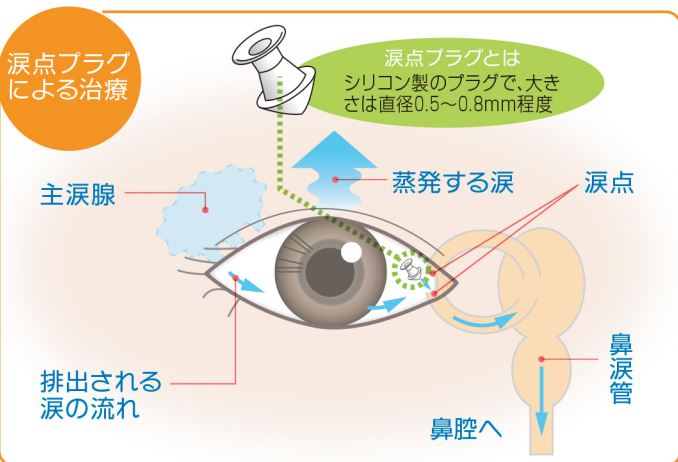 涙点プラグ
による治療
涙点プラグとは
シリコン製のプラグで、大き
さは直径0.5〜0.8mm程度
主涙腺
蒸発する涙
涙点
排出される
涙の流れ
鼻涙管
鼻腔へ